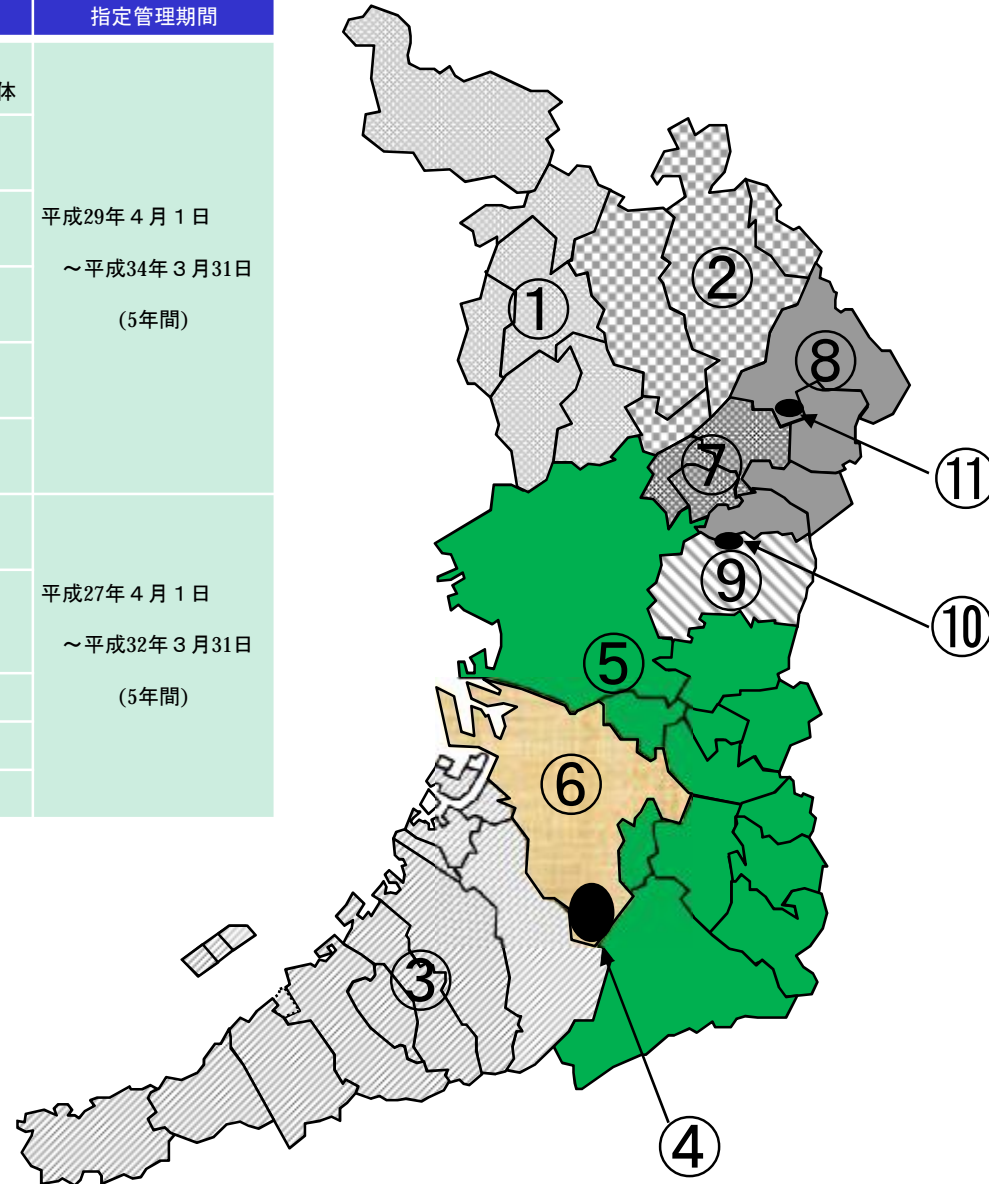 指定管理期間
体
平成29年４月１日
～平成34年３月31日
(5年間)
平成27年４月１日
～平成32年３月31日
(5年間)
①
②
⑧
⑦
⑪
⑨
⑩
⑤
⑥
③
④